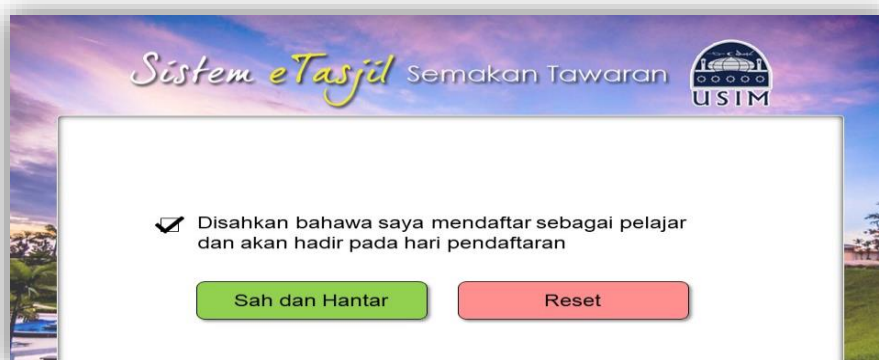 Sistem eTasjil Semakan Tawaran
USIM
Disahkan bahawa saya mendaftar sebagai pelajar
dan akan hadir pada hari pendaftaran
Sah dan Hantar
Reset